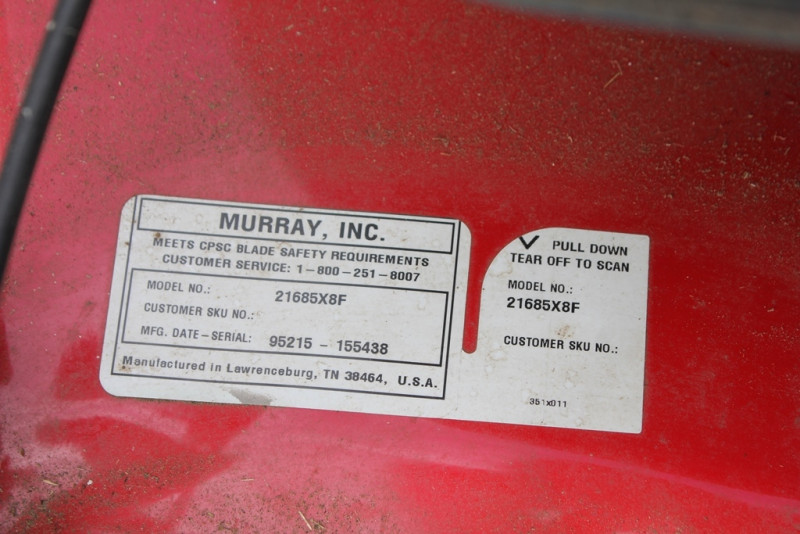 MURRAY, INC.
MEETS CPSC BLADE SAFETY REQUIREMENTS
CUSTOMER SERVICE: 1-800-251-8007
MODEL NO.: 21685X8F
CUSTOMER SKU NO.:
MFG. DATE-SERIAL: 95215 - 155438
Manufactured in Lawrenceburg, TN 38464, U.S.A.
PULL DOWN
TEAR OFF TO SCAN
MODEL NO.:
21685X8F
CUSTOMER SKU NO.:
351x011